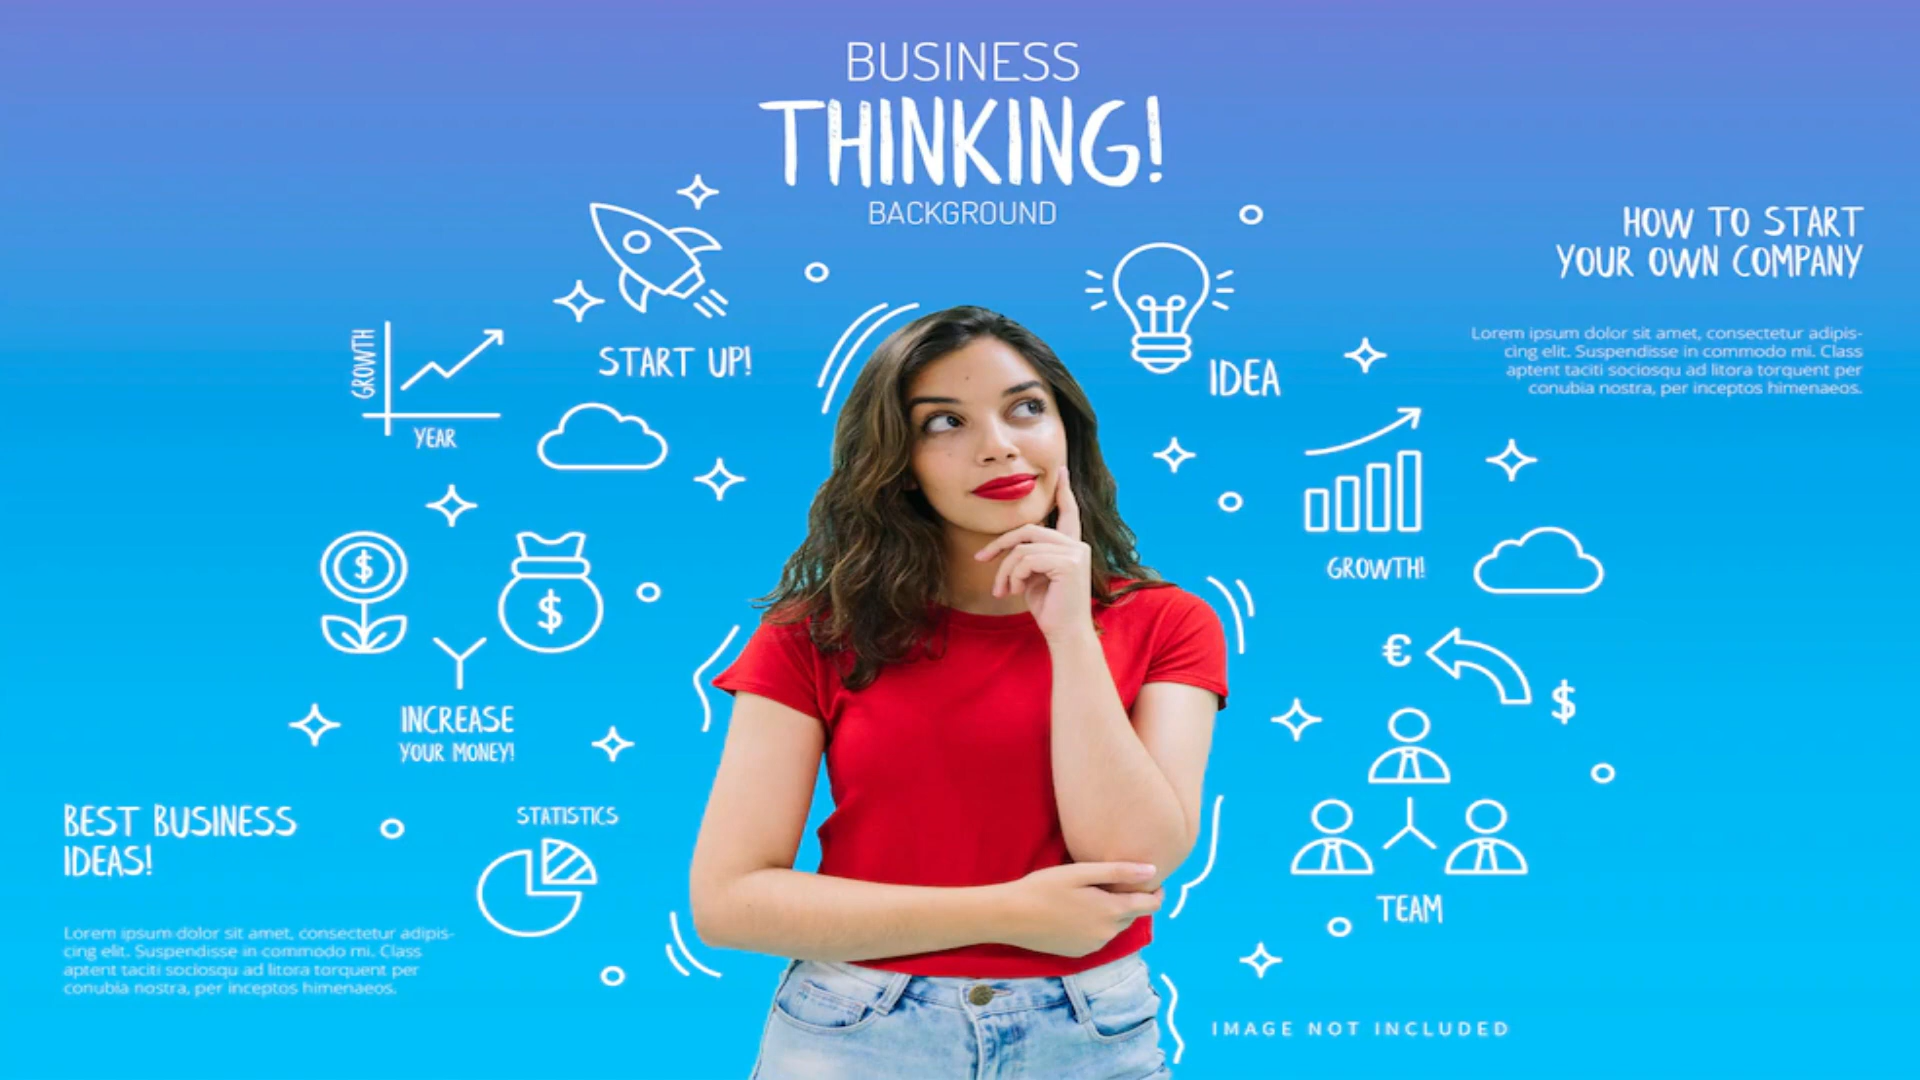 BUSINESS
THINKING!
BACKGROUND
HOW TO START
YOUR OWN COMPANY
Lorem ipsum dolor sit amet, consectetur adipis-
cing elit. Suspendisse in commodo mi. Class
aptent taciti sociosqu ad litora torquent per
conubia nostra, per inceptos himenaeos.
GROWTH
YEAR
START UP!
IDEA
GROWTH!
$
$
€
$
INCREASE
YOUR MONEY!
STATISTICS
TEAM
BEST BUSINESS
IDEAS!
Lorem ipsum dolor sit amet, consectetur adipis-
cing elit. Suspendisse in commodo mi. Class
aptent taciti sociosqu ad litora torquent per
conubia nostra, per inceptos himenaeos.
IMAGE NOT INCLUDED